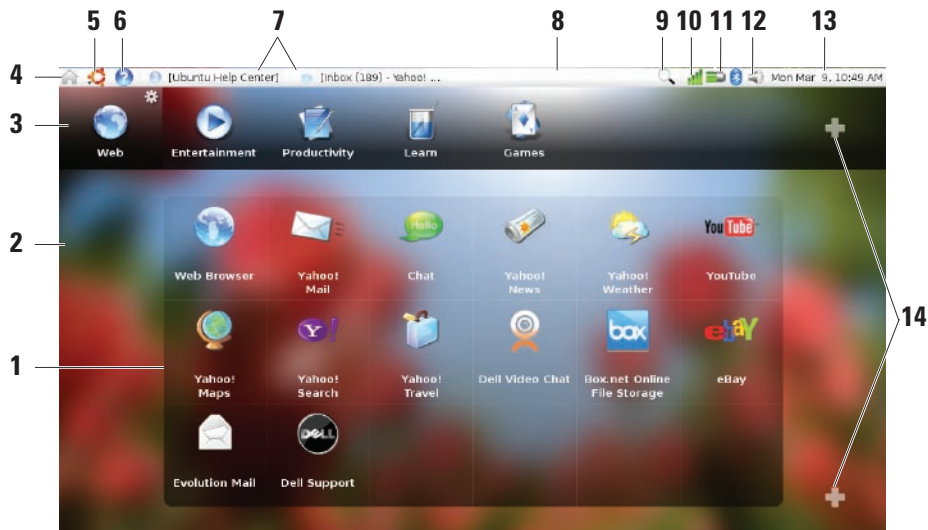 5 6 7 8 9 10 11 12 13
4 [Ubuntu Help Center] [Inbox (189) - Yahoo! ... Mon Mar 9, 10:49 AM
3
Web Entertainment Productivity Learn Games
2
Hello
You Tube
Web Browser Yahoo! Mail Chat Yahoo! News Yahoo! Weather YouTube
14
1
Y! box ebaY
Yahoo! Maps Yahoo! Search Yahoo! Travel Dell Video Chat Box.net Online File Storage eBay
DELL
Evolution Mail Dell Support